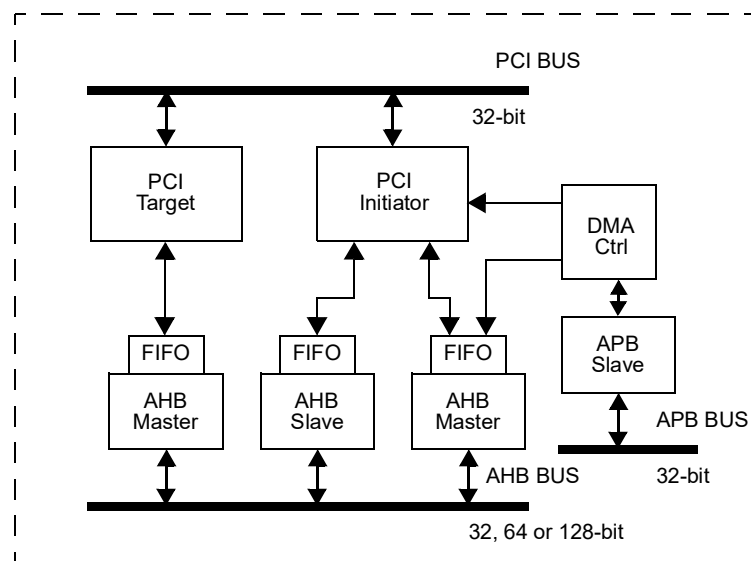 PCI BUS
32-bit
PCI
Target
PCI
Initiator
DMA
Ctrl
FIFO
FIFO
FIFO
APB
Slave
AHB
Master
AHB
Slave
AHB
Master
APB BUS
AHB BUS
32-bit
32, 64 or 128-bit